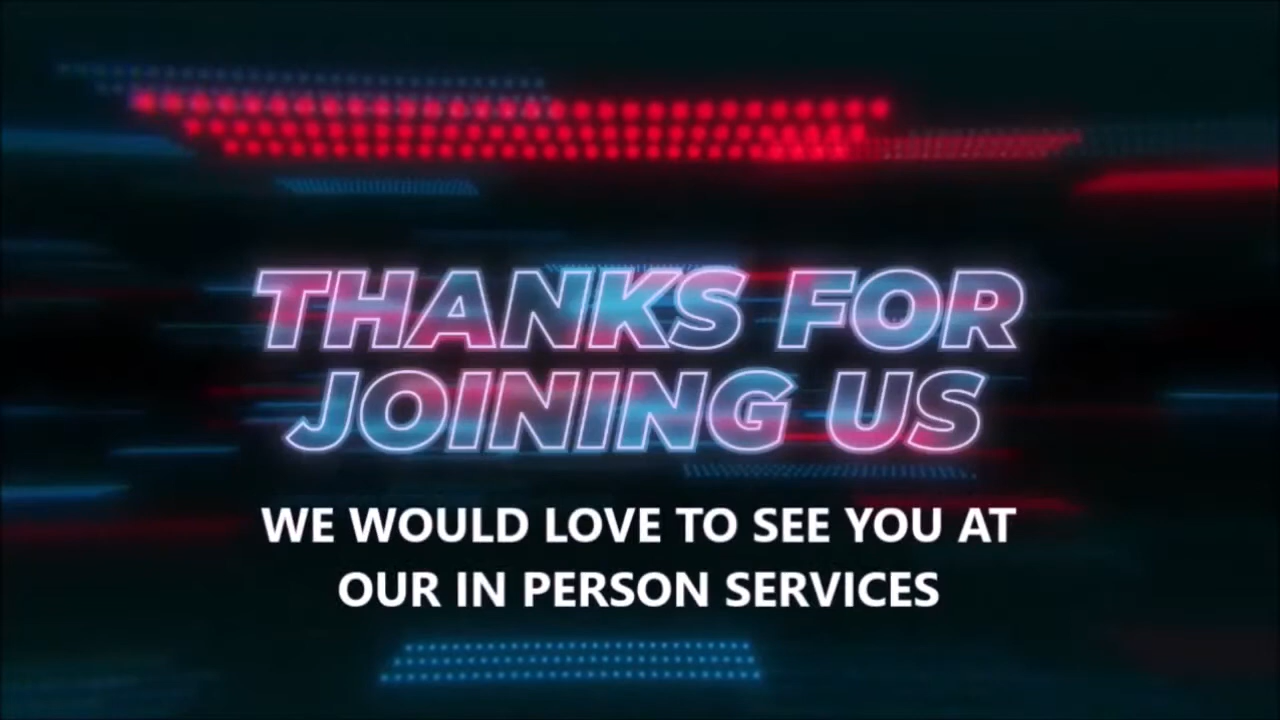 THANKS FOR
JOINING US
WE WOULD LOVE TO SEE YOU AT
OUR IN PERSON SERVICES